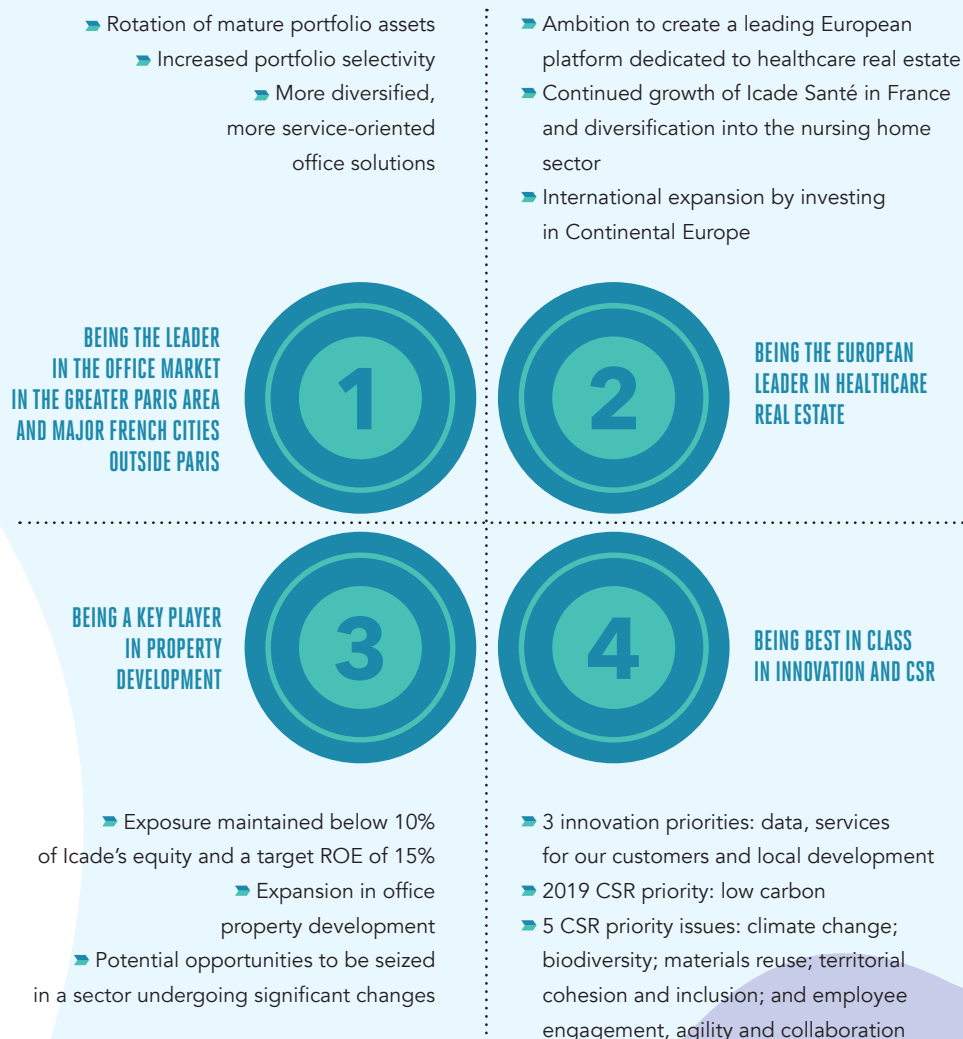 Rotation of mature portfolio assets
Increased portfolio selectivity
More diversified,
more service-oriented
office solutions
BEING THE LEADER
IN THE OFFICE MARKET
IN THE GREATER PARIS AREA
AND MAJOR FRENCH CITIES
OUTSIDE PARIS
1
Ambition to create a leading European
platform dedicated to healthcare real estate
Continued growth of Icade Santé in France
and diversification into the nursing home
sector
International expansion by investing
in Continental Europe
2
BEING THE EUROPEAN
LEADER IN HEALTHCARE
REAL ESTATE
BEING A KEY PLAYER
IN PROPERTY
DEVELOPMENT
3
Exposure maintained below 10%
of Icade’s equity and a target ROE of 15%
Expansion in office
property development
Potential opportunities to be seized
in a sector undergoing significant changes
4
BEING BEST IN CLASS
IN INNOVATION AND CSR
3 innovation priorities: data, services
for our customers and local development
2019 CSR priority: low carbon
5 CSR priority issues: climate change;
biodiversity; materials reuse; territorial
cohesion and inclusion; and employee
engagement, agility and collaboration